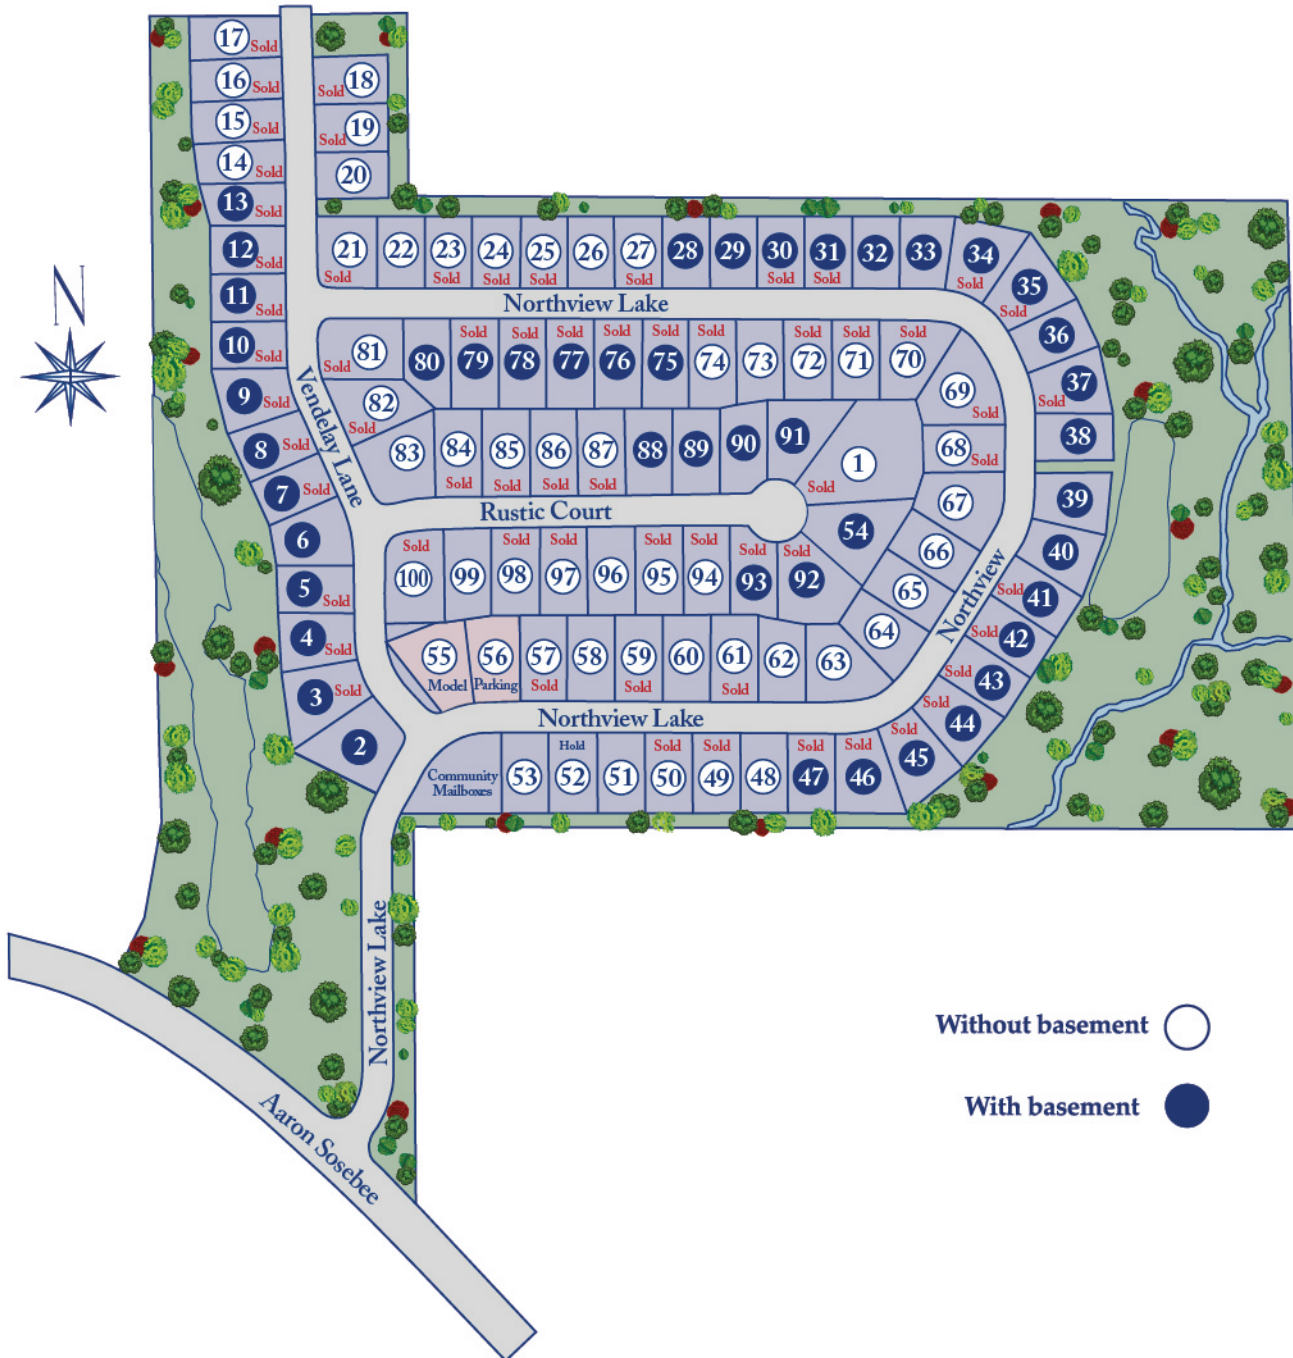 17 Sold
16 Sold
Sold 18
15 Sold
Sold 19
14 Sold
20
13 Sold
12 Sold
21 Sold
22
23 Sold
24 Sold
25 Sold
26
27 Sold
28
29
30 Sold
31 Sold
32
33
34 Sold
35 Sold
36
37 Sold
38
N
11 Sold
10 Sold
9 Sold
8 Sold
7 Sold
6
5 Sold
4 Sold
3 Sold
2
Northview Lake
Vendelay Lane
81 Sold
80
Sold 79
Sold 78
Sold 77
Sold 76
Sold 75
Sold 74
73
Sold 72
Sold 71
Sold 70
69 Sold
68 Sold
67
66
65
64
82 Sold
83
84 Sold
85 Sold
86 Sold
87 Sold
88
89
90
91
1 Sold
54
Rustic Court
Sold 100
99
Sold 98
Sold 97
96
Sold 95
Sold 94
Sold 93
Sold 92
Northview
39
40
Sold 41
Sold 42
Sold 43
Sold 44
Sold 45
55 Model
56 Parking
57 Sold
58
59 Sold
60
61 Sold
62
63
Northview Lake
Community
Mailboxes
53
Hold 52
51
Sold 50
Sold 49
48
Sold 47
Sold 46
Northview Lake
Aaron Sosebee
Without basement
With basement